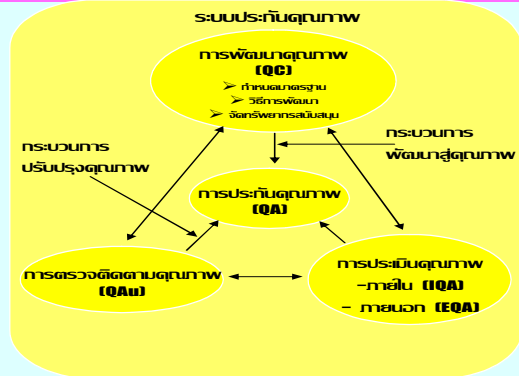 ระบบประกันคุณภาพ
การพัฒนาคุณภาพ
(QC)
➢ กำหนดมาตรฐาน
➢ วิธีการพัฒนา
➢ จัดทรัพยากรสนับสนุน
กระบวนการ
พัฒนาสู่คุณภาพ
กระบวนการ
ปรับปรุงคุณภาพ
การประกันคุณภาพ
(QA)
การตรวจติดตามคุณภาพ
(QAu)
การประเมินคุณภาพ
-ภายใน (IQA)
- ภายนอก (EQA)